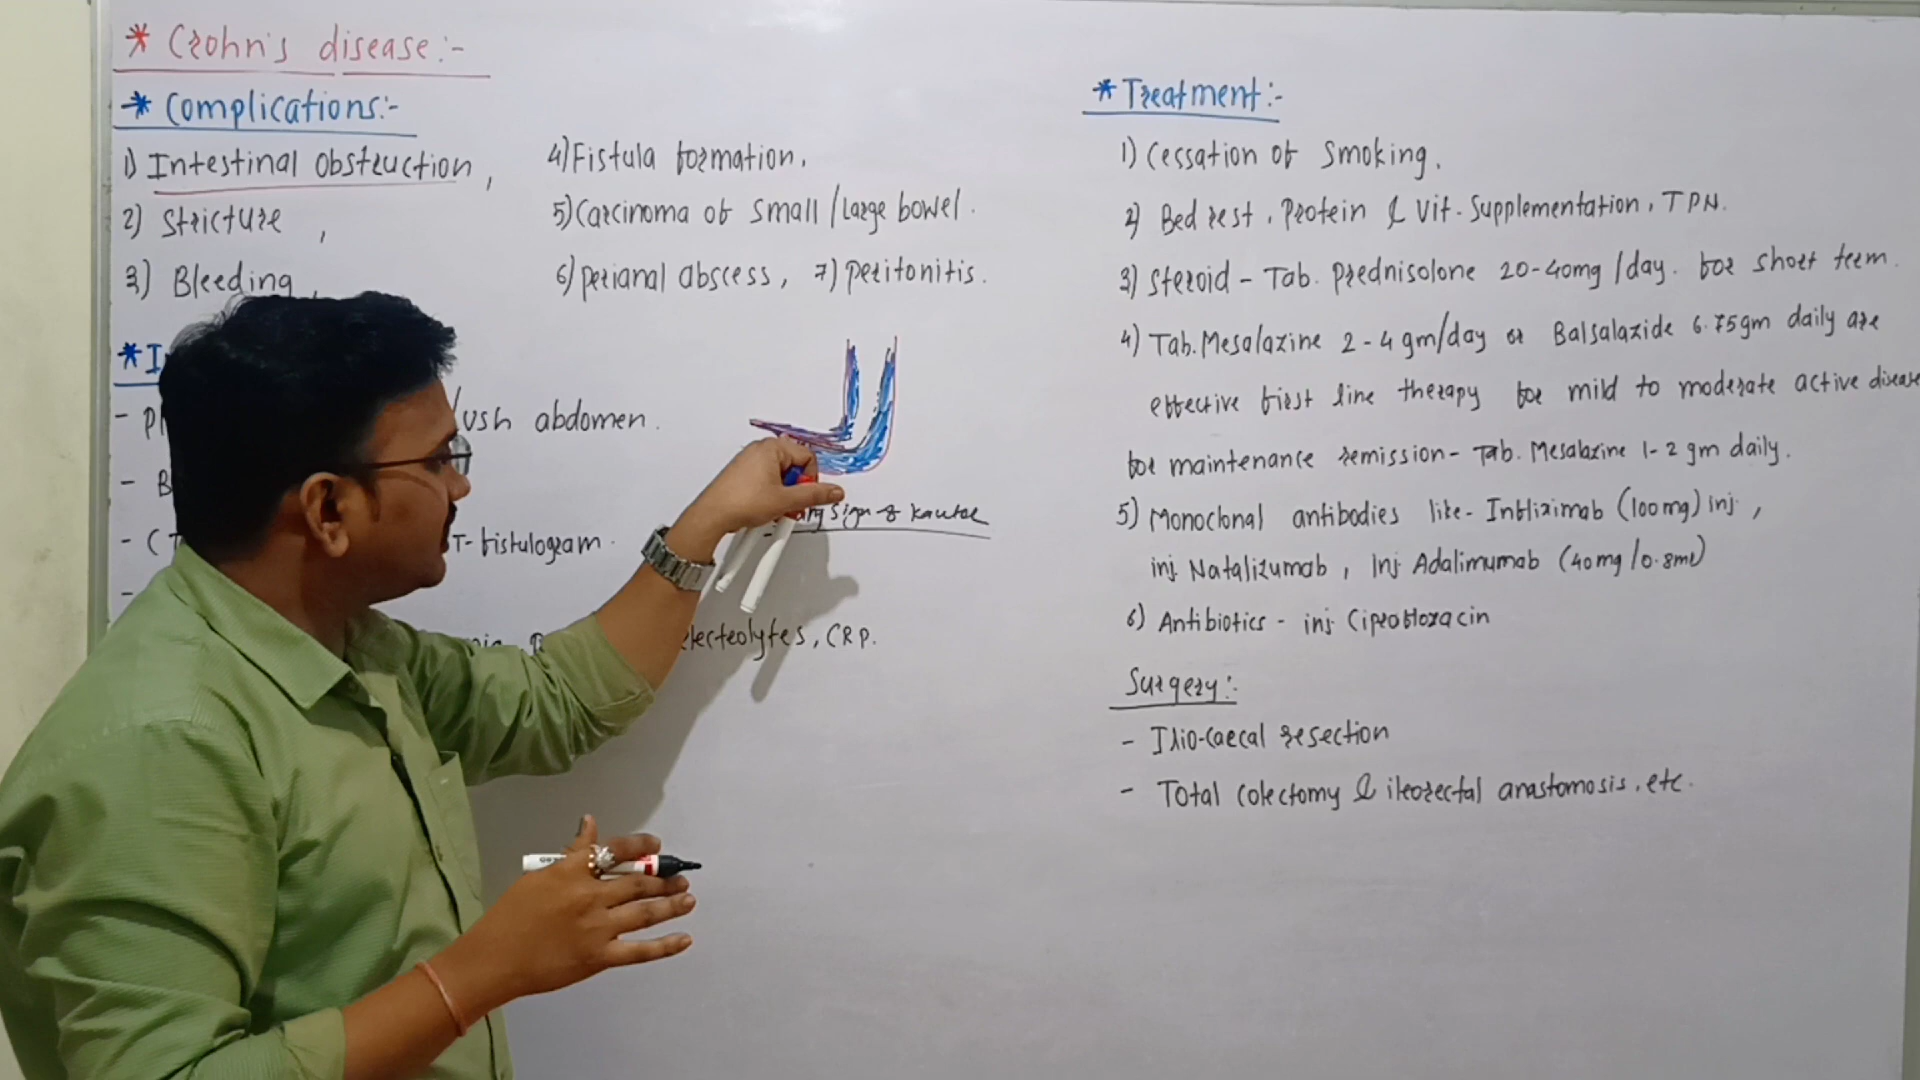 * Crohn's disease:-
* Complications:-
1) Intestinal obstruction,
2) Stricture,
3) Bleeding,
4) Fistula formation.
5) Carcinoma of Small / Large bowel.
6) perianal abscess, 7) peritonitis.
abdomen.
- B
- CT
T-fistulogram.
sign of Kantor
electrolytes, CRP.
* Treatment:-
1) Cessation of Smoking.
2) Bed rest, Protein & Vit. Supplementation, TPN.
3) Steroid - Tab. Prednisolone 20-40mg/day. for short term.
4) Tab. Mesalazine 2-4 gm/day or Balsalazide 6.75gm daily are
effective first line therapy for mild to moderate active disease
for maintenance remission - Tab. Mesalazine 1-2 gm daily.
5) Monoclonal antibodies like - Infliximab (100mg) inj,
inj. Natalizumab, Inj. Adalimumab (40mg/0.8ml)
6) Antibiotics - inj Ciprofloxacin
Surgery:-
- Ilio-caecal resection
- Total colectomy & ileorectal anastomosis, etc.